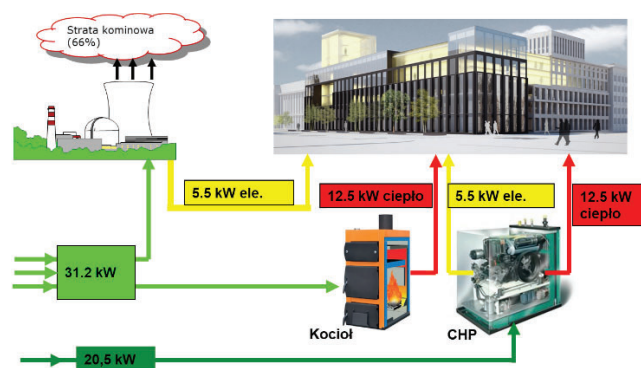 Strata kominowa
(66%)
5.5 kW ele.
12.5 kW ciepło
5.5 kW ele.
12.5 kW
ciepło
31.2 kW
Kocioł
CHP
20,5 kW